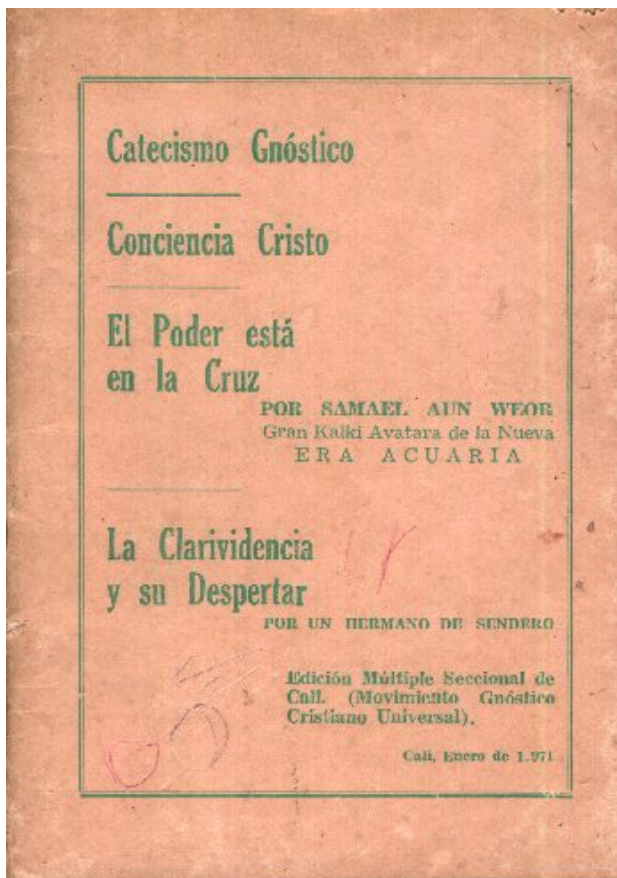 Catecismo Gnóstico
Conciencia Cristo
El Poder está
en la Cruz
POR SAMAEL AUN WEOR
Gran Kalki Avatara de la Nueva
ERA ACUARIA
La Clarividencia
y su Despertar
POR UN HERMANO DE SENDERO
Edición Múltiple Seccional de
Cali. (Movimiento Gnóstico
Cristiano Universal).
Cali, Enero de 1.971